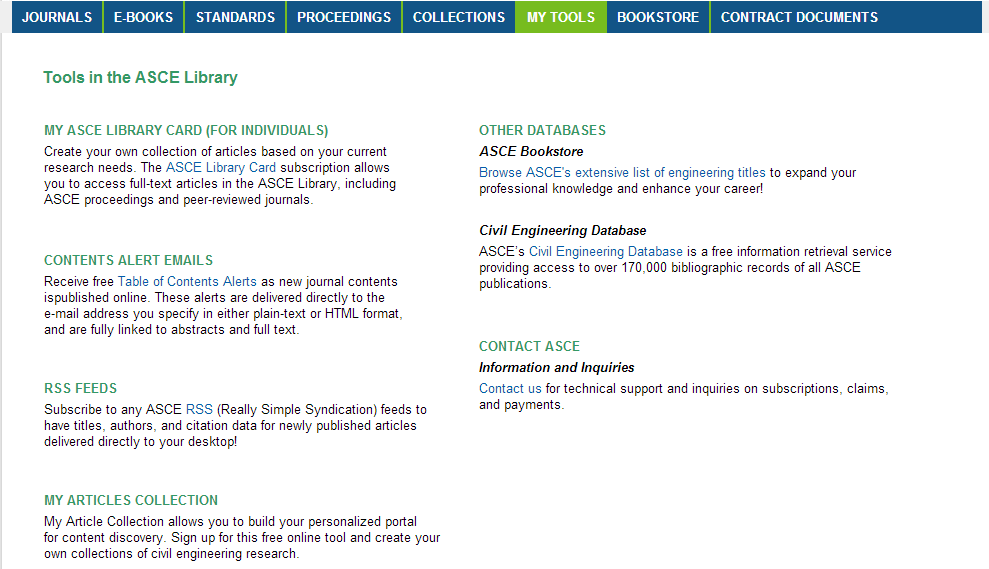 JOURNALS E-BOOKS STANDARDS PROCEEDINGS COLLECTIONS MY TOOLS BOOKSTORE CONTRACT DOCUMENTS
Tools in the ASCE Library
MY ASCE LIBRARY CARD (FOR INDIVIDUALS)
Create your own collection of articles based on your current
research needs. The ASCE Library Card subscription allows
you to access full-text articles in the ASCE Library, including
ASCE proceedings and peer-reviewed journals.
CONTENTS ALERT EMAILS
Receive free Table of Contents Alerts as new journal contents
ispublished online. These alerts are delivered directly to the
e-mail address you specify in either plain-text or HTML format,
and are fully linked to abstracts and full text.
RSS FEEDS
Subscribe to any ASCE RSS (Really Simple Syndication) feeds to
have titles, authors, and citation data for newly published articles
delivered directly to your desktop!
MY ARTICLES COLLECTION
My Article Collection allows you to build your personalized portal
for content discovery. Sign up for this free online tool and create your
own collections of civil engineering research.
OTHER DATABASES
ASCE Bookstore
Browse ASCE's extensive list of engineering titles to expand your
professional knowledge and enhance your career!
Civil Engineering Database
ASCE's Civil Engineering Database is a free information retrieval service
providing access to over 170,000 bibliographic records of all ASCE
publications.
CONTACT ASCE
Information and Inquiries
Contact us for technical support and inquiries on subscriptions, claims,
and payments.